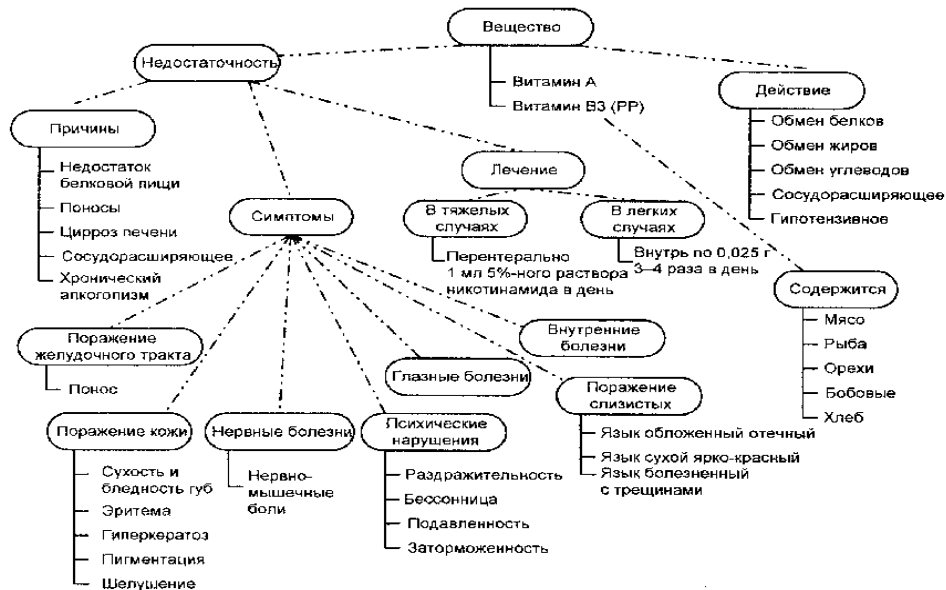 Вещество
Недостаточность
Витамин А
Витамин В3 (РР)
Действие
Обмен белков
Обмен жиров
Обмен углеводов
Сосудорасширяющее
Гипотензивное
Причины
Недостаток
белковой пищи
Поносы
Цирроз печени
Сосудорасширяющее
Хронический
алкоголизм
Симптомы
Лечение
В тяжелых
случаях
Перентерально
1 мл 5%-ного раствора
никотинамида в день
В легких
случаях
Внутрь по 0,025 г
3–4 раза в день
Содержится
Мясо
Рыба
Орехи
Бобовые
Хлеб
Поражение
желудочного тракта
Понос
Внутренние
болезни
Глазные болезни
Поражение
слизистых
Язык обложенный отечный
Язык сухой ярко-красный
Язык болезненный
с трещинами
Поражение кожи
Сухость и
бледность губ
Эритема
Гиперкератоз
Пигментация
Шелушение
Нервные болезни
Нервно-
мышечные
боли
Психические
нарушения
Раздражительность
Бессонница
Подавленность
Заторможенность